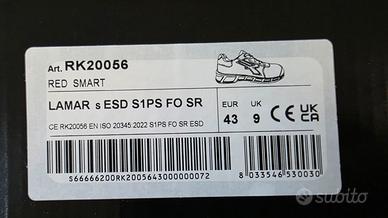 Art. RK20056
RED SMART
LAMAR s ESD S1PS FO SR
EUR UK
43 9 CE UK CA
CE RK20056 EN ISO 20345:2022 S1PS FO SR ESD
S66666200RK2005643000000072
8 033546 530030
subito